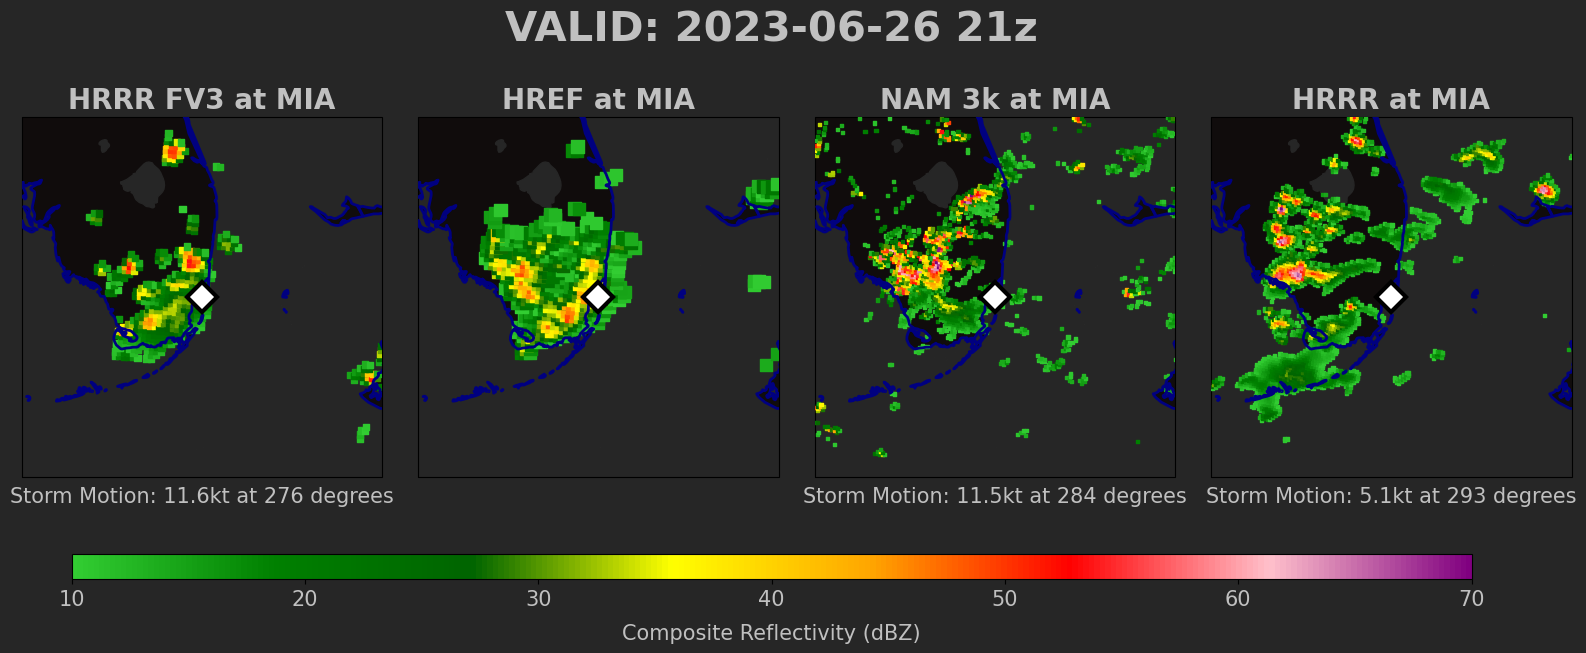 VALID: 2023-06-26 21z
HRRR FV3 at MIA
HREF at MIA
NAM 3k at MIA
HRRR at MIA
Storm Motion: 11.6kt at 276 degrees
Storm Motion: 11.5kt at 284 degrees
Storm Motion: 5.1kt at 293 degrees
10 20 30 40 50 60 70
Composite Reflectivity (dBZ)